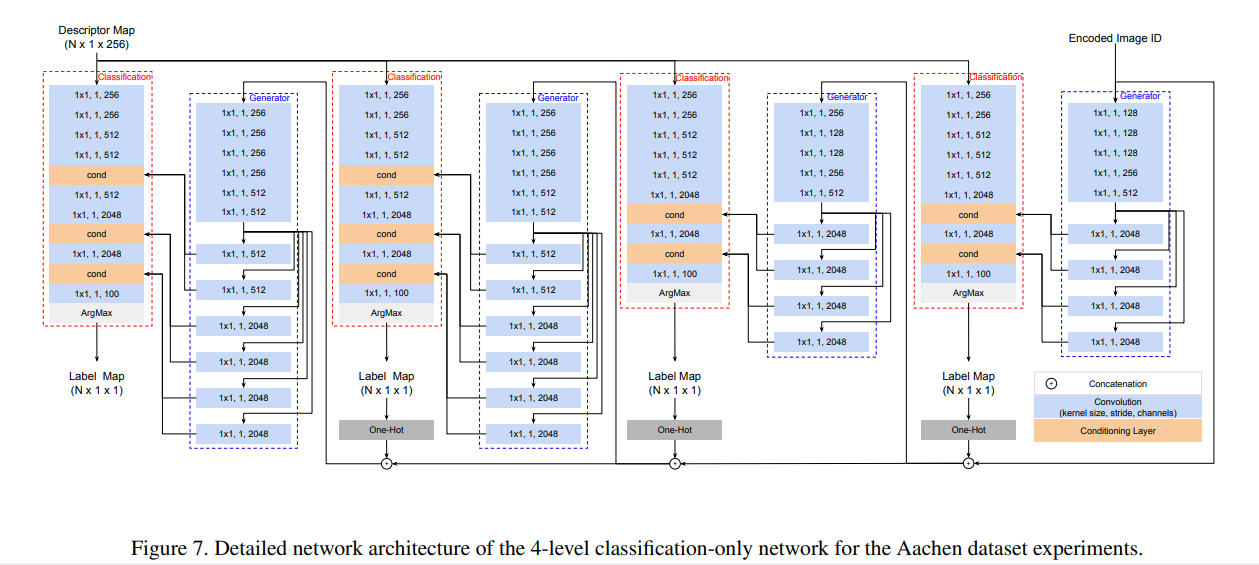 Descriptor Map
(N x 1 x 256)
Classification
1x1, 1, 256
1x1, 1, 256
1x1, 1, 512
1x1, 1, 512
cond
1x1, 1, 512
1x1, 1, 2048
cond
1x1, 1, 2048
cond
1x1, 1, 100
ArgMax
Label Map
(N x 1 x 1)
Generator
1x1, 1, 256
1x1, 1, 256
1x1, 1, 256
1x1, 1, 256
1x1, 1, 512
1x1, 1, 512
1x1, 1, 512
1x1, 1, 512
1x1, 1, 2048
1x1, 1, 2048
1x1, 1, 2048
1x1, 1, 2048
Classification
1x1, 1, 256
1x1, 1, 256
1x1, 1, 512
1x1, 1, 512
cond
1x1, 1, 512
1x1, 1, 2048
cond
1x1, 1, 2048
cond
1x1, 1, 100
ArgMax
Label Map
(N x 1 x 1)
One-Hot
+
Generator
1x1, 1, 256
1x1, 1, 256
1x1, 1, 256
1x1, 1, 256
1x1, 1, 512
1x1, 1, 512
1x1, 1, 512
1x1, 1, 512
1x1, 1, 2048
1x1, 1, 2048
1x1, 1, 2048
1x1, 1, 2048
Classification
1x1, 1, 256
1x1, 1, 256
1x1, 1, 512
1x1, 1, 512
1x1, 1, 512
1x1, 1, 2048
cond
1x1, 1, 2048
cond
1x1, 1, 100
ArgMax
Label Map
(N x 1 x 1)
One-Hot
+
Generator
1x1, 1, 256
1x1, 1, 128
1x1, 1, 128
1x1, 1, 256
1x1, 1, 512
1x1, 1, 2048
1x1, 1, 2048
1x1, 1, 2048
1x1, 1, 2048
Classification
1x1, 1, 256
1x1, 1, 256
1x1, 1, 512
1x1, 1, 512
1x1, 1, 512
1x1, 1, 2048
cond
1x1, 1, 2048
cond
1x1, 1, 100
ArgMax
Label Map
(N x 1 x 1)
One-Hot
+
Encoded Image ID
Generator
1x1, 1, 128
1x1, 1, 128
1x1, 1, 128
1x1, 1, 256
1x1, 1, 512
1x1, 1, 2048
1x1, 1, 2048
1x1, 1, 2048
1x1, 1, 2048
+ Concatenation
Convolution
(kernel size, stride, channels)
Conditioning Layer
Figure 7. Detailed network architecture of the 4-level classification-only network for the Aachen dataset experiments.